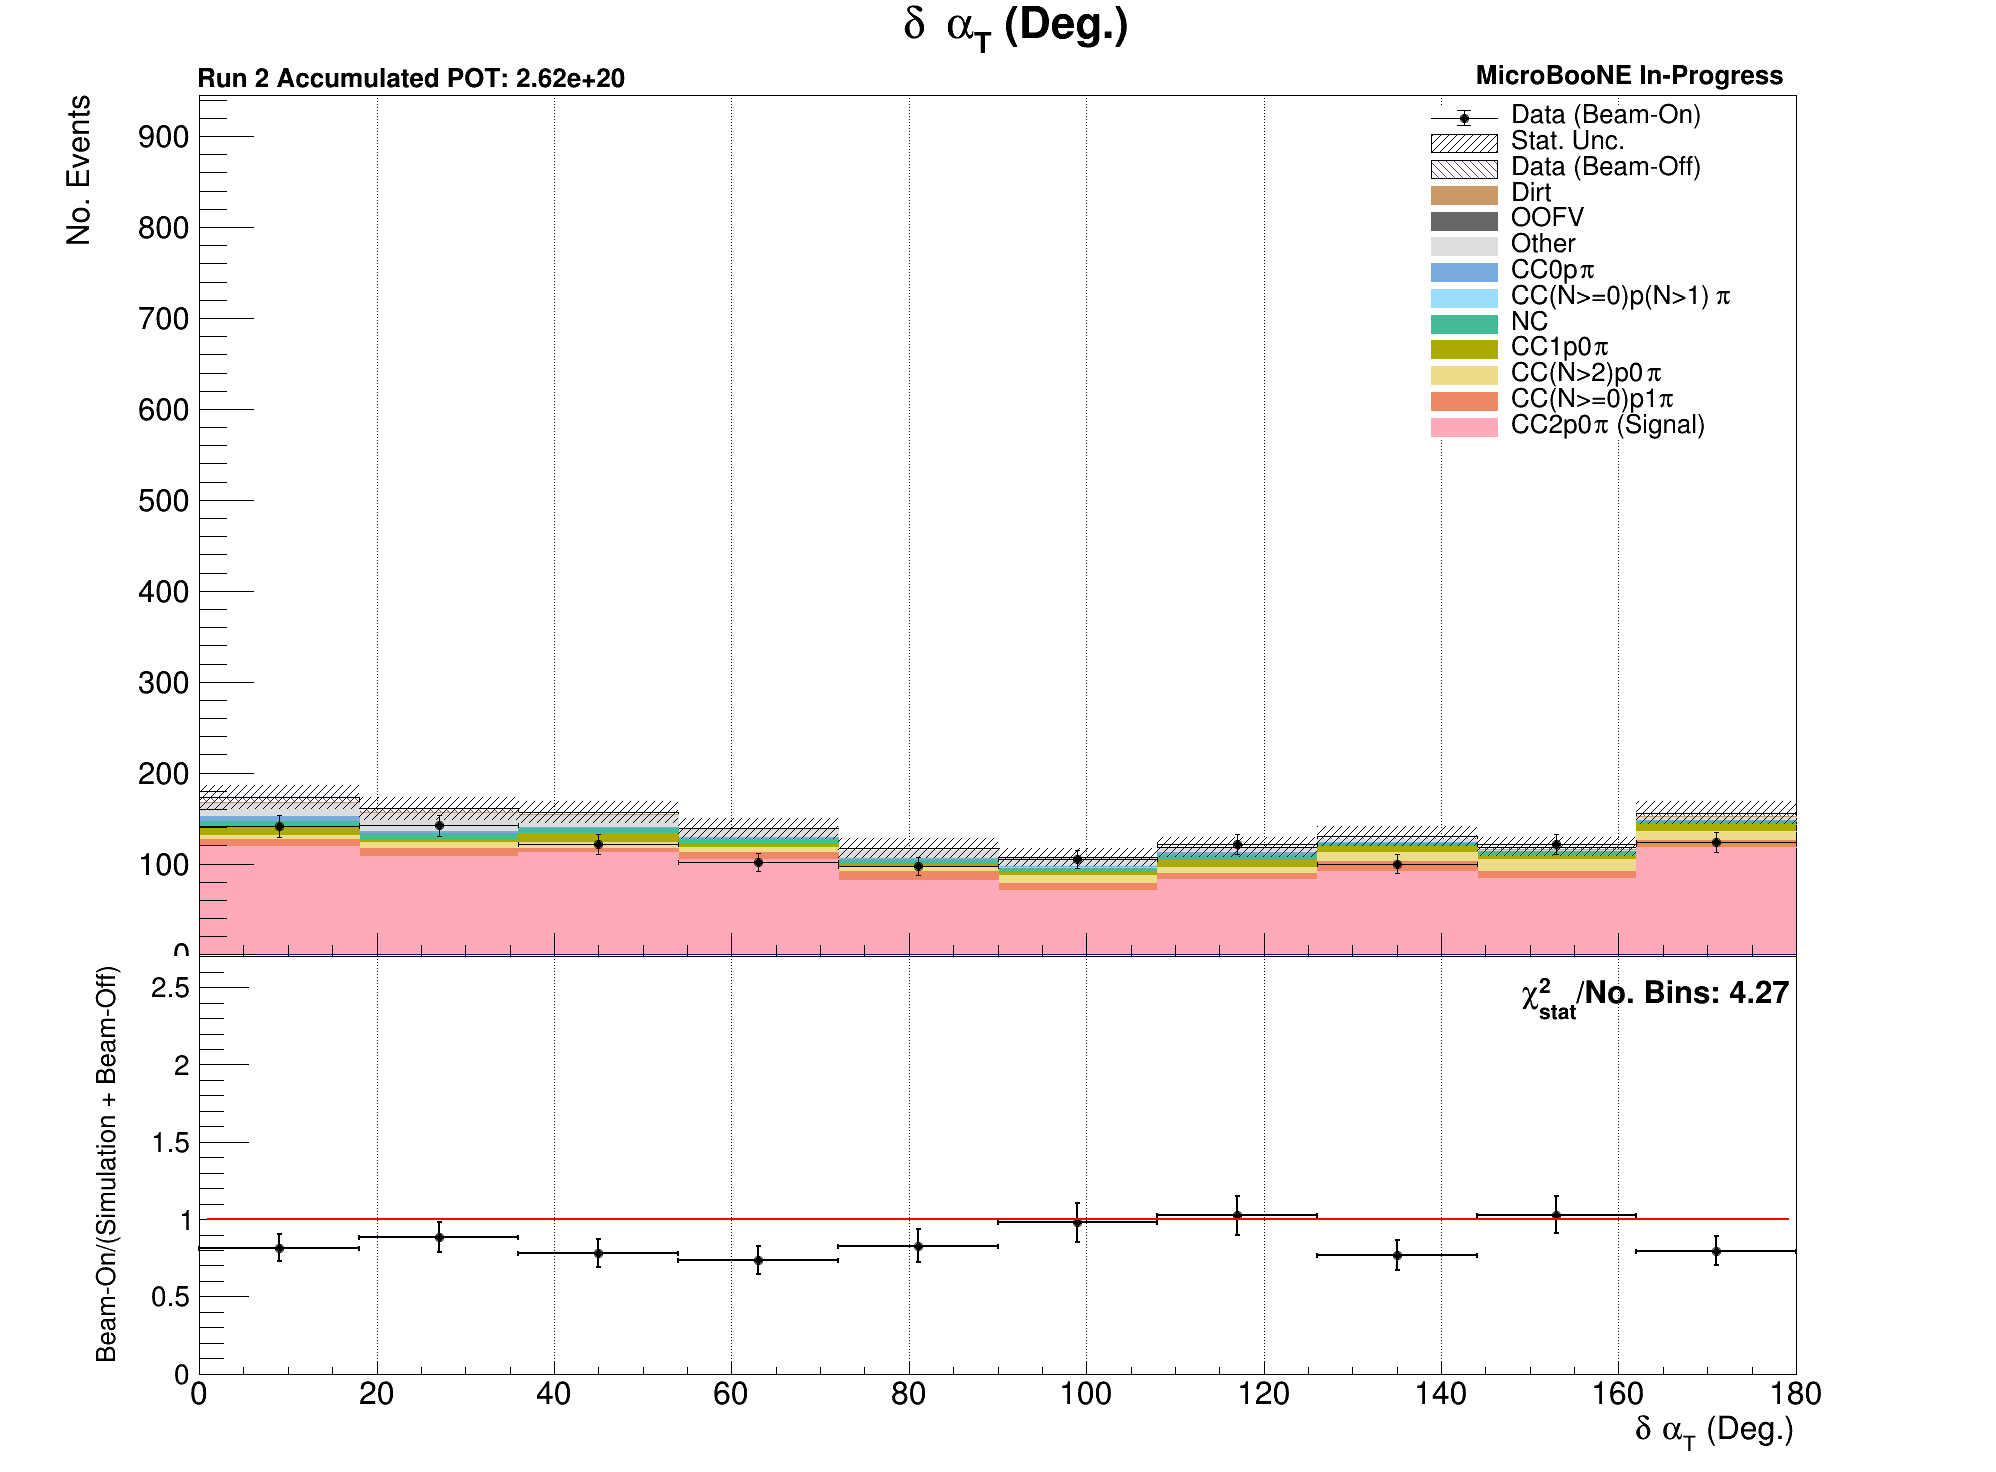 δ α_T (Deg.)
Run 2 Accumulated POT: 2.62e+20
MicroBooNE In-Progress
No. Events
900
800
700
600
500
400
300
200
100
0
Data (Beam-On)
Stat. Unc.
Data (Beam-Off)
Dirt
OOFV
Other
CC0pπ
CC(N>=0)p(N>1) π
NC
CC1p0π
CC(N>2)p0π
CC(N>=0)p1π
CC2p0π (Signal)
Beam-On/(Simulation + Beam-Off)
χ²_stat/No. Bins: 4.27
2.5
2
1.5
1
0.5
0
0 20 40 60 80 100 120 140 160 180
δ α_T (Deg.)